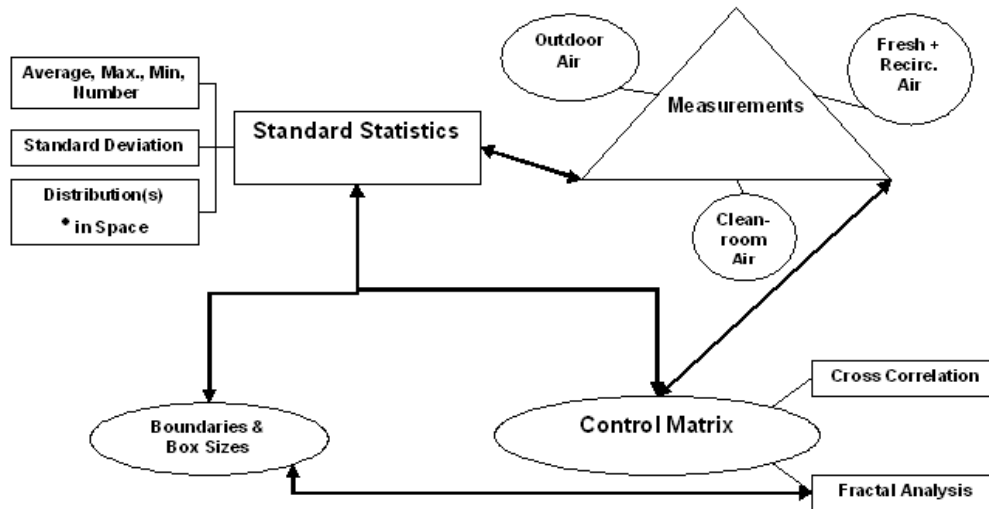 Average, Max., Min,
Number
Standard Deviation
Distribution(s)
• in Space
Standard Statistics
Outdoor
Air
Measurements
Fresh +
Recirc.
Air
Clean-
room
Air
Boundaries &
Box Sizes
Control Matrix
Cross Correlation
Fractal Analysis